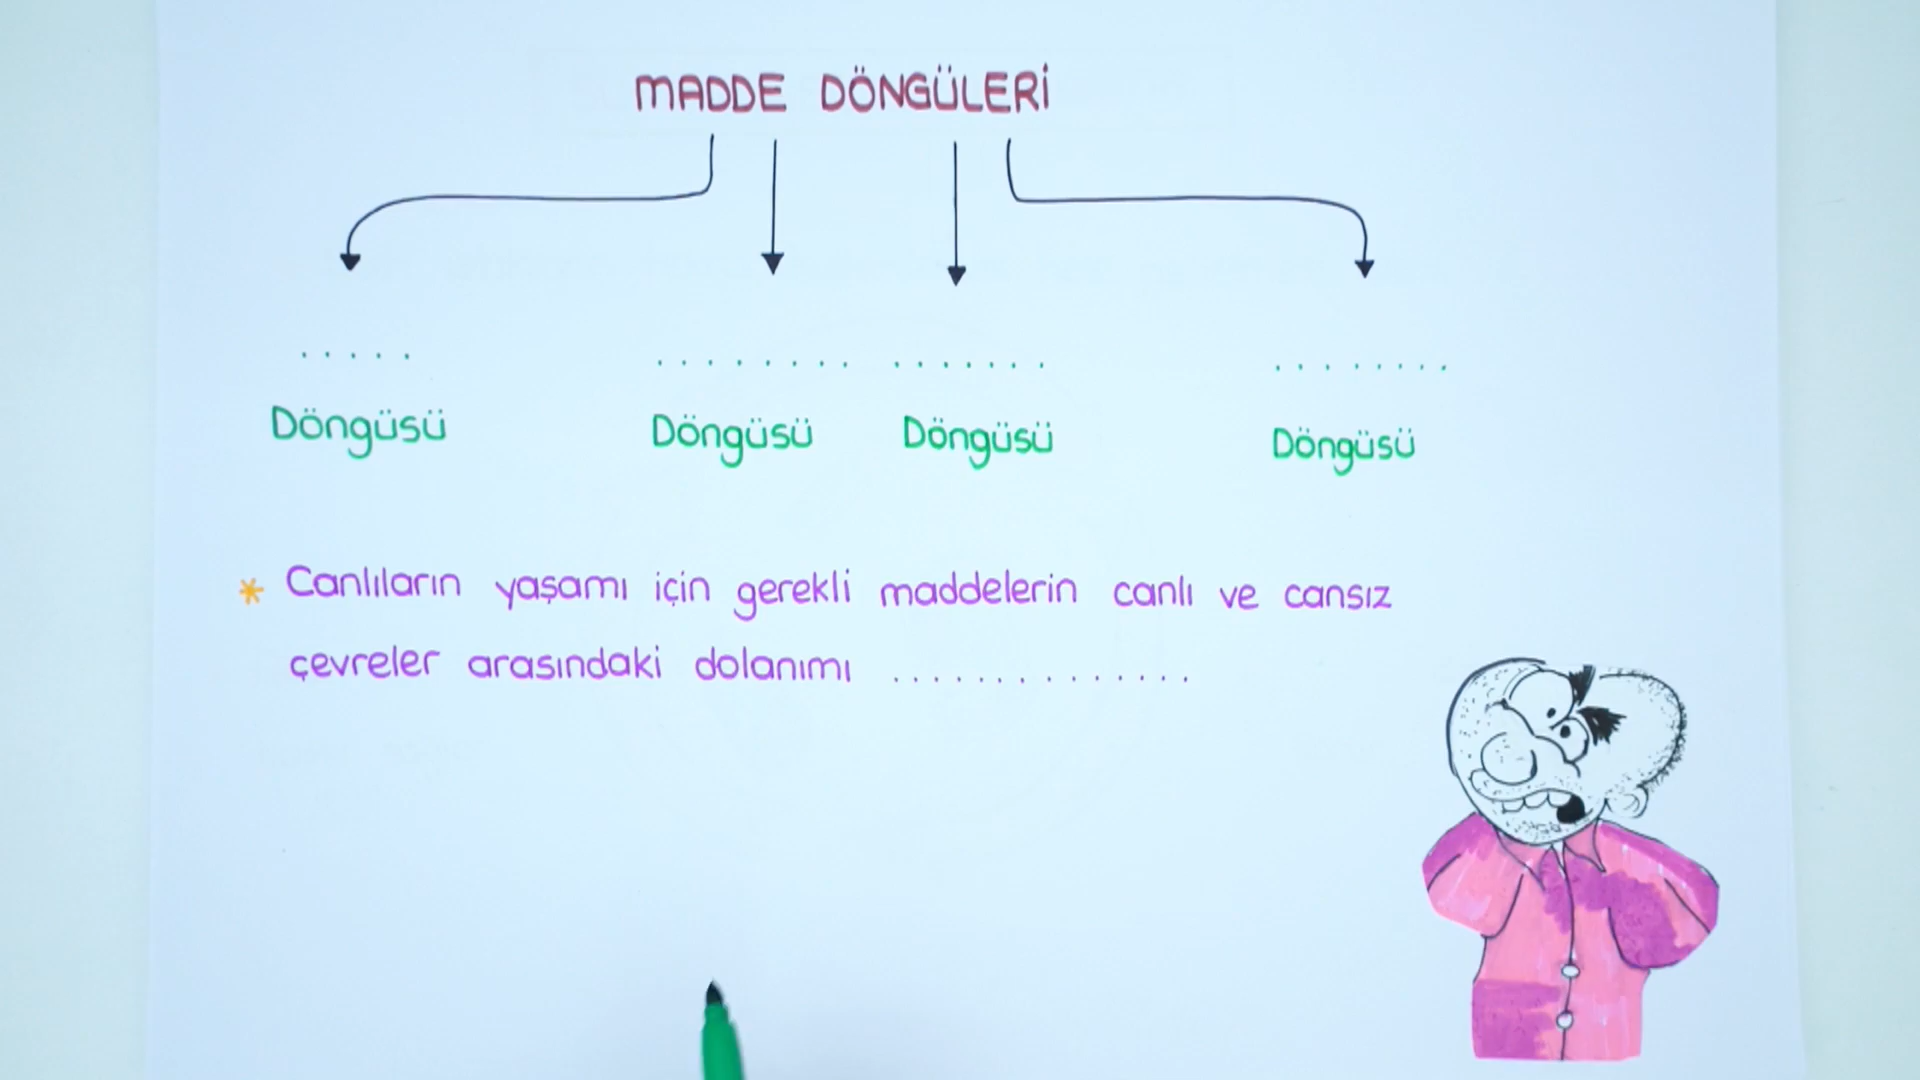 MADDE DÖNGÜLERİ
..... ........ ....... ........
Döngüsü Döngüsü Döngüsü Döngüsü
* Canlıların yaşamı için gerekli maddelerin canlı ve cansız
çevreler arasındaki dolanımı ..............